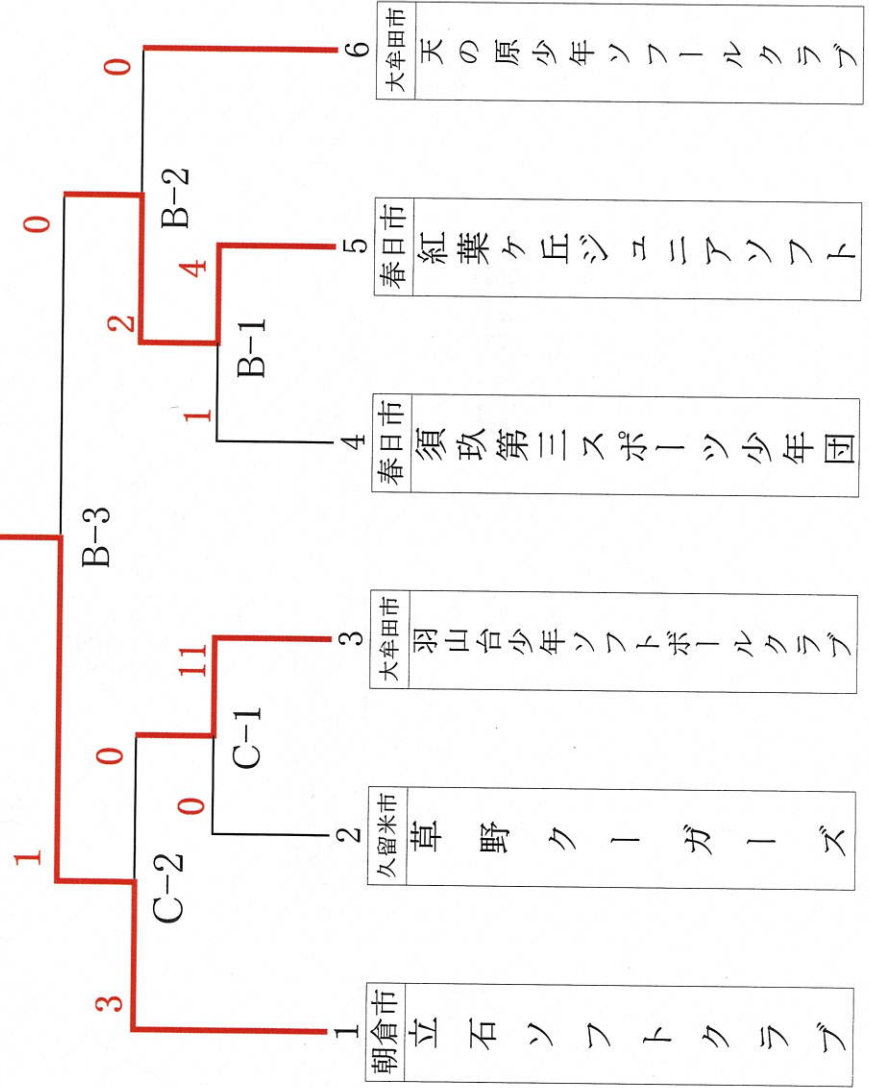 1
0
B-3
3
0
2
0
C-2
B-2
0
11
1
4
C-1
B-1
1
2
3
4
5
6
朝倉市
立石ソフトクラブ
久留米市
草野クーガーズ
大牟田市
羽山台少年ソフトボールクラブ
春日市
須玖第三スポーツ少年団
春日市
紅葉ヶ丘ジュニアソフト
大牟田市
天の原少年ソフールクラブ